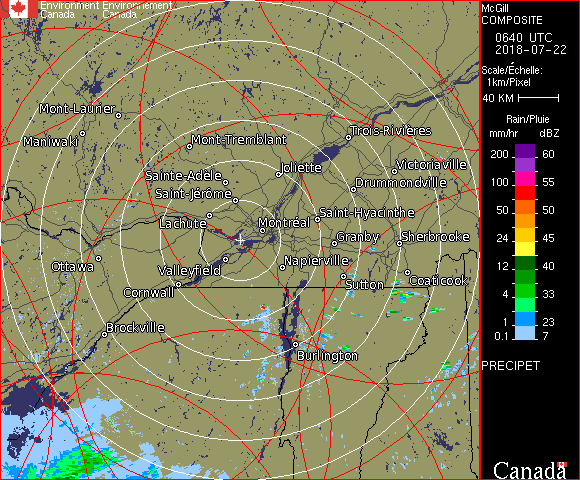 Environment Environnement
Canada Canada
Mont-Laurier
Maniwaki
Mont-Tremblant
Trois-Rivières
Sainte-Adèle
Joliette
Victoriaville
Saint-Jérôme
Drummondville
Lachute
Montréal
Saint-Hyacinthe
Granby
Sherbrooke
Ottawa
Valleyfield
Napierville
Cornwall
Sutton
Coaticook
Brockville
Burlington
McGill
COMPOSITE
0640 UTC
2018-07-22
Scale/Échelle:
1km/Pixel
40 KM
Rain/Pluie
mm/hr dBZ
200 60
155
100 55
150 50
50 50
24 45
12 40
4 33
1 23
0.1 7
PRECIPET
Canada